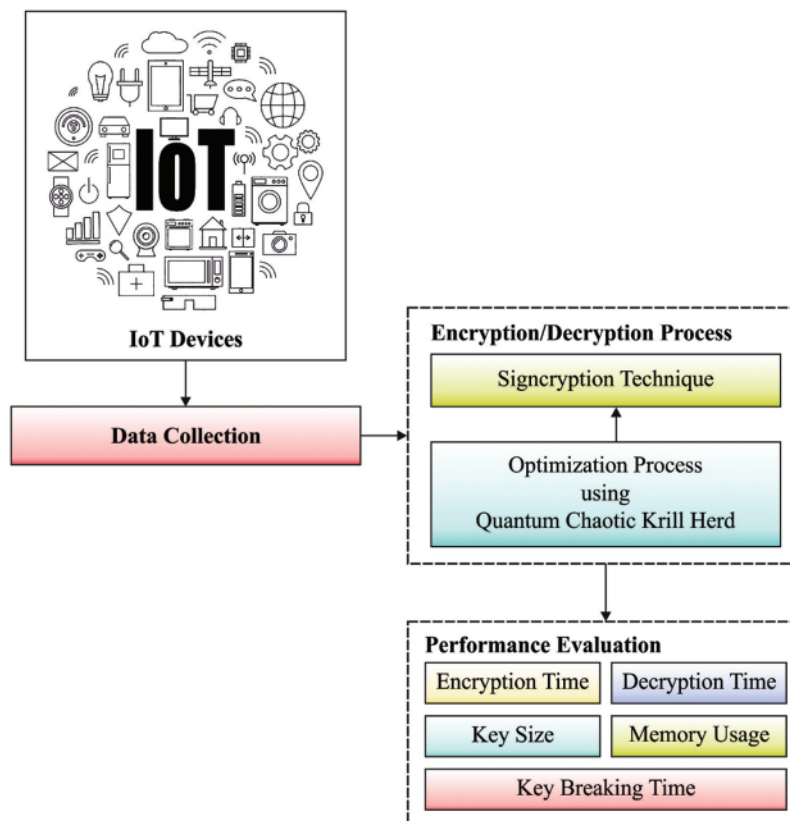 IoT
IoT Devices
Data Collection
Encryption/Decryption Process
Signcryption Technique
Optimization Process
using
Quantum Chaotic Krill Herd
Performance Evaluation
Encryption Time
Decryption Time
Key Size
Memory Usage
Key Breaking Time